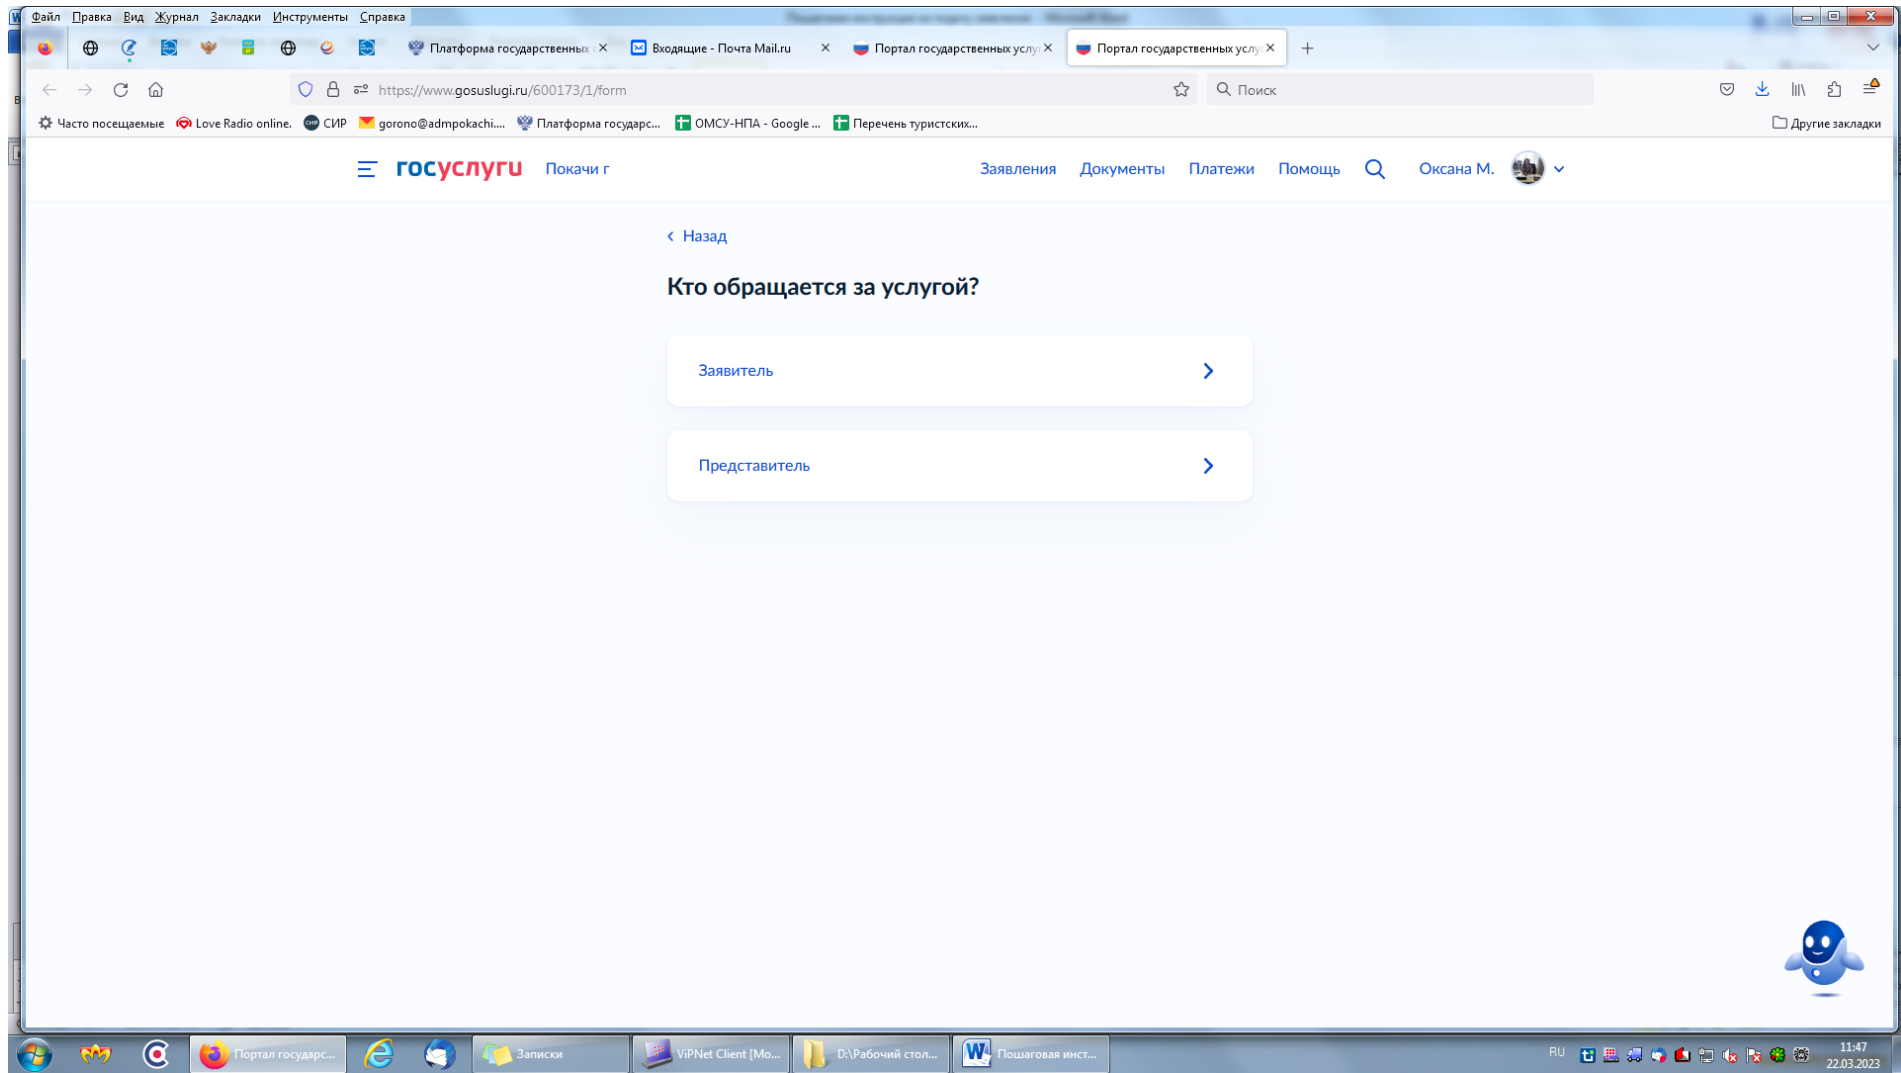 Файл Правка Вид Журнал Закладки Инструменты Справка
Платформа государственных
Входящие - Почта Mail.ru
Портал государственных услу
Портал государственных услу
https://www.gosuslugi.ru/600173/1/form
Поиск
Часто посещаемые
Love Radio online.
СИР
gorono@admpokachi....
Платформа государс...
ОМСУ-НПА - Google ...
Перечень туристских...
Другие закладки
госуслуги
Покачи г
Заявления
Документы
Платежи
Помощь
Оксана М.
Назад
Кто обращается за услугой?
Заявитель
Представитель
Портал государс...
Записки
ViPNet Client [Mo...
D:\Рабочий стол...
Пошаговая инст...
RU
11:47
22.03.2023